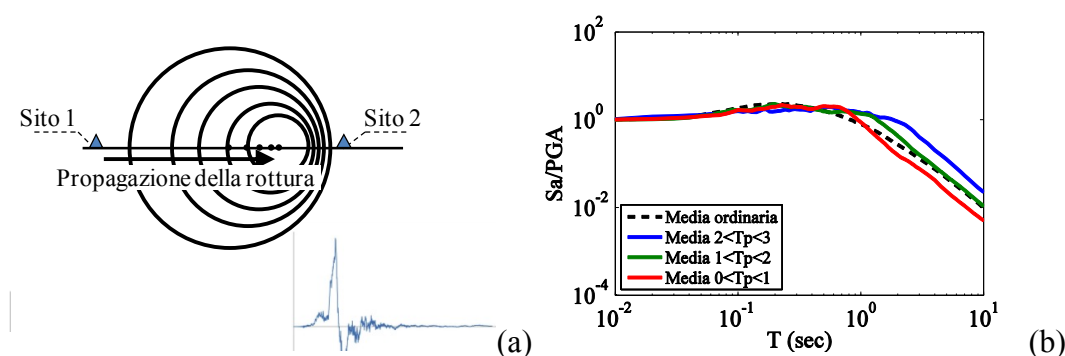 Sito 1
Sito 2
Propagazione della rottura
(a)
Sa/PGA
10^2
10^0
10^-2
10^-4
Media ordinaria
Media 2<Tp<3
Media 1<Tp<2
Media 0<Tp<1
10^-2 10^-1 10^0 10^1
T (sec)
(b)